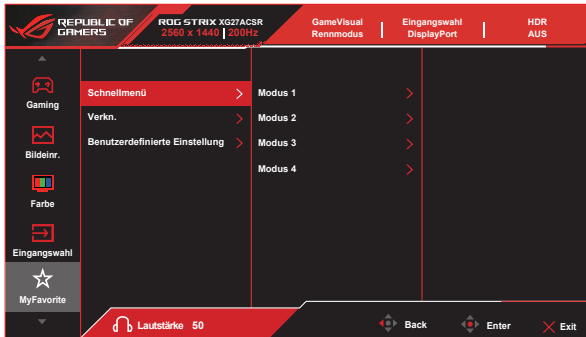 REPUBLIC OF
GAMERS
ROG STRIX XG27ACSR
2560 x 1440 200Hz
GameVisual
Rennmodus
Eingangswahl
DisplayPort
HDR
AUS
Gaming
Bildeinr.
Farbe
Eingangswahl
MyFavorite
Schnellmenü
Verkn.
Benutzerdefinierte Einstellung
Modus 1
Modus 2
Modus 3
Modus 4
Lautstärke 50
Back
Enter
Exit